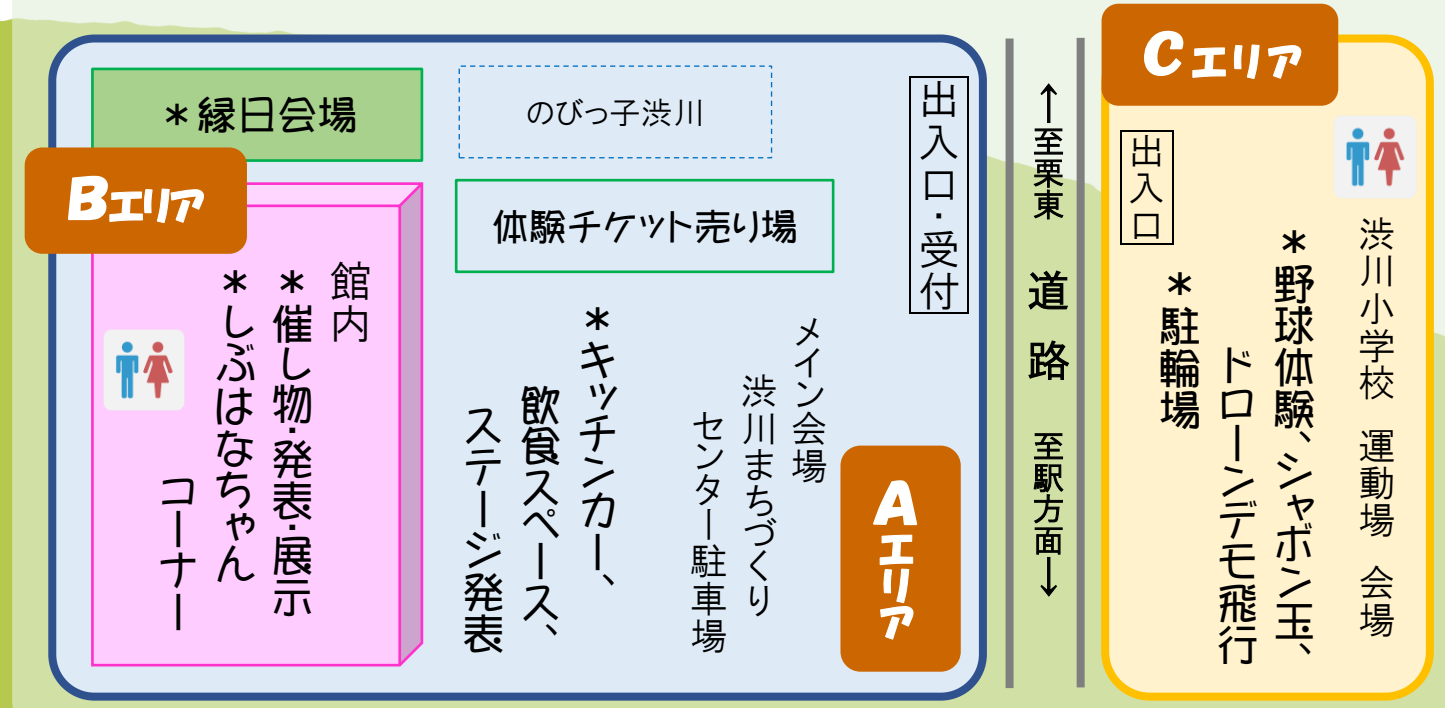 *縁日会場
のびっ子渋川
Bエリア
体験チケット売り場
出入口・受付
館内
*催し物・発表・展示
*しぶはなちゃん
コーナー
メイン会場
渋川まちづくり
センター駐車場
*キッチンカー、
飲食スペース、
ステージ発表
Aエリア
↑至栗東
道路
至駅方面↓
Cエリア
出入口
渋川小学校 運動場 会場
*野球体験、シャボン玉、
ドローンデモ飛行
*駐輪場